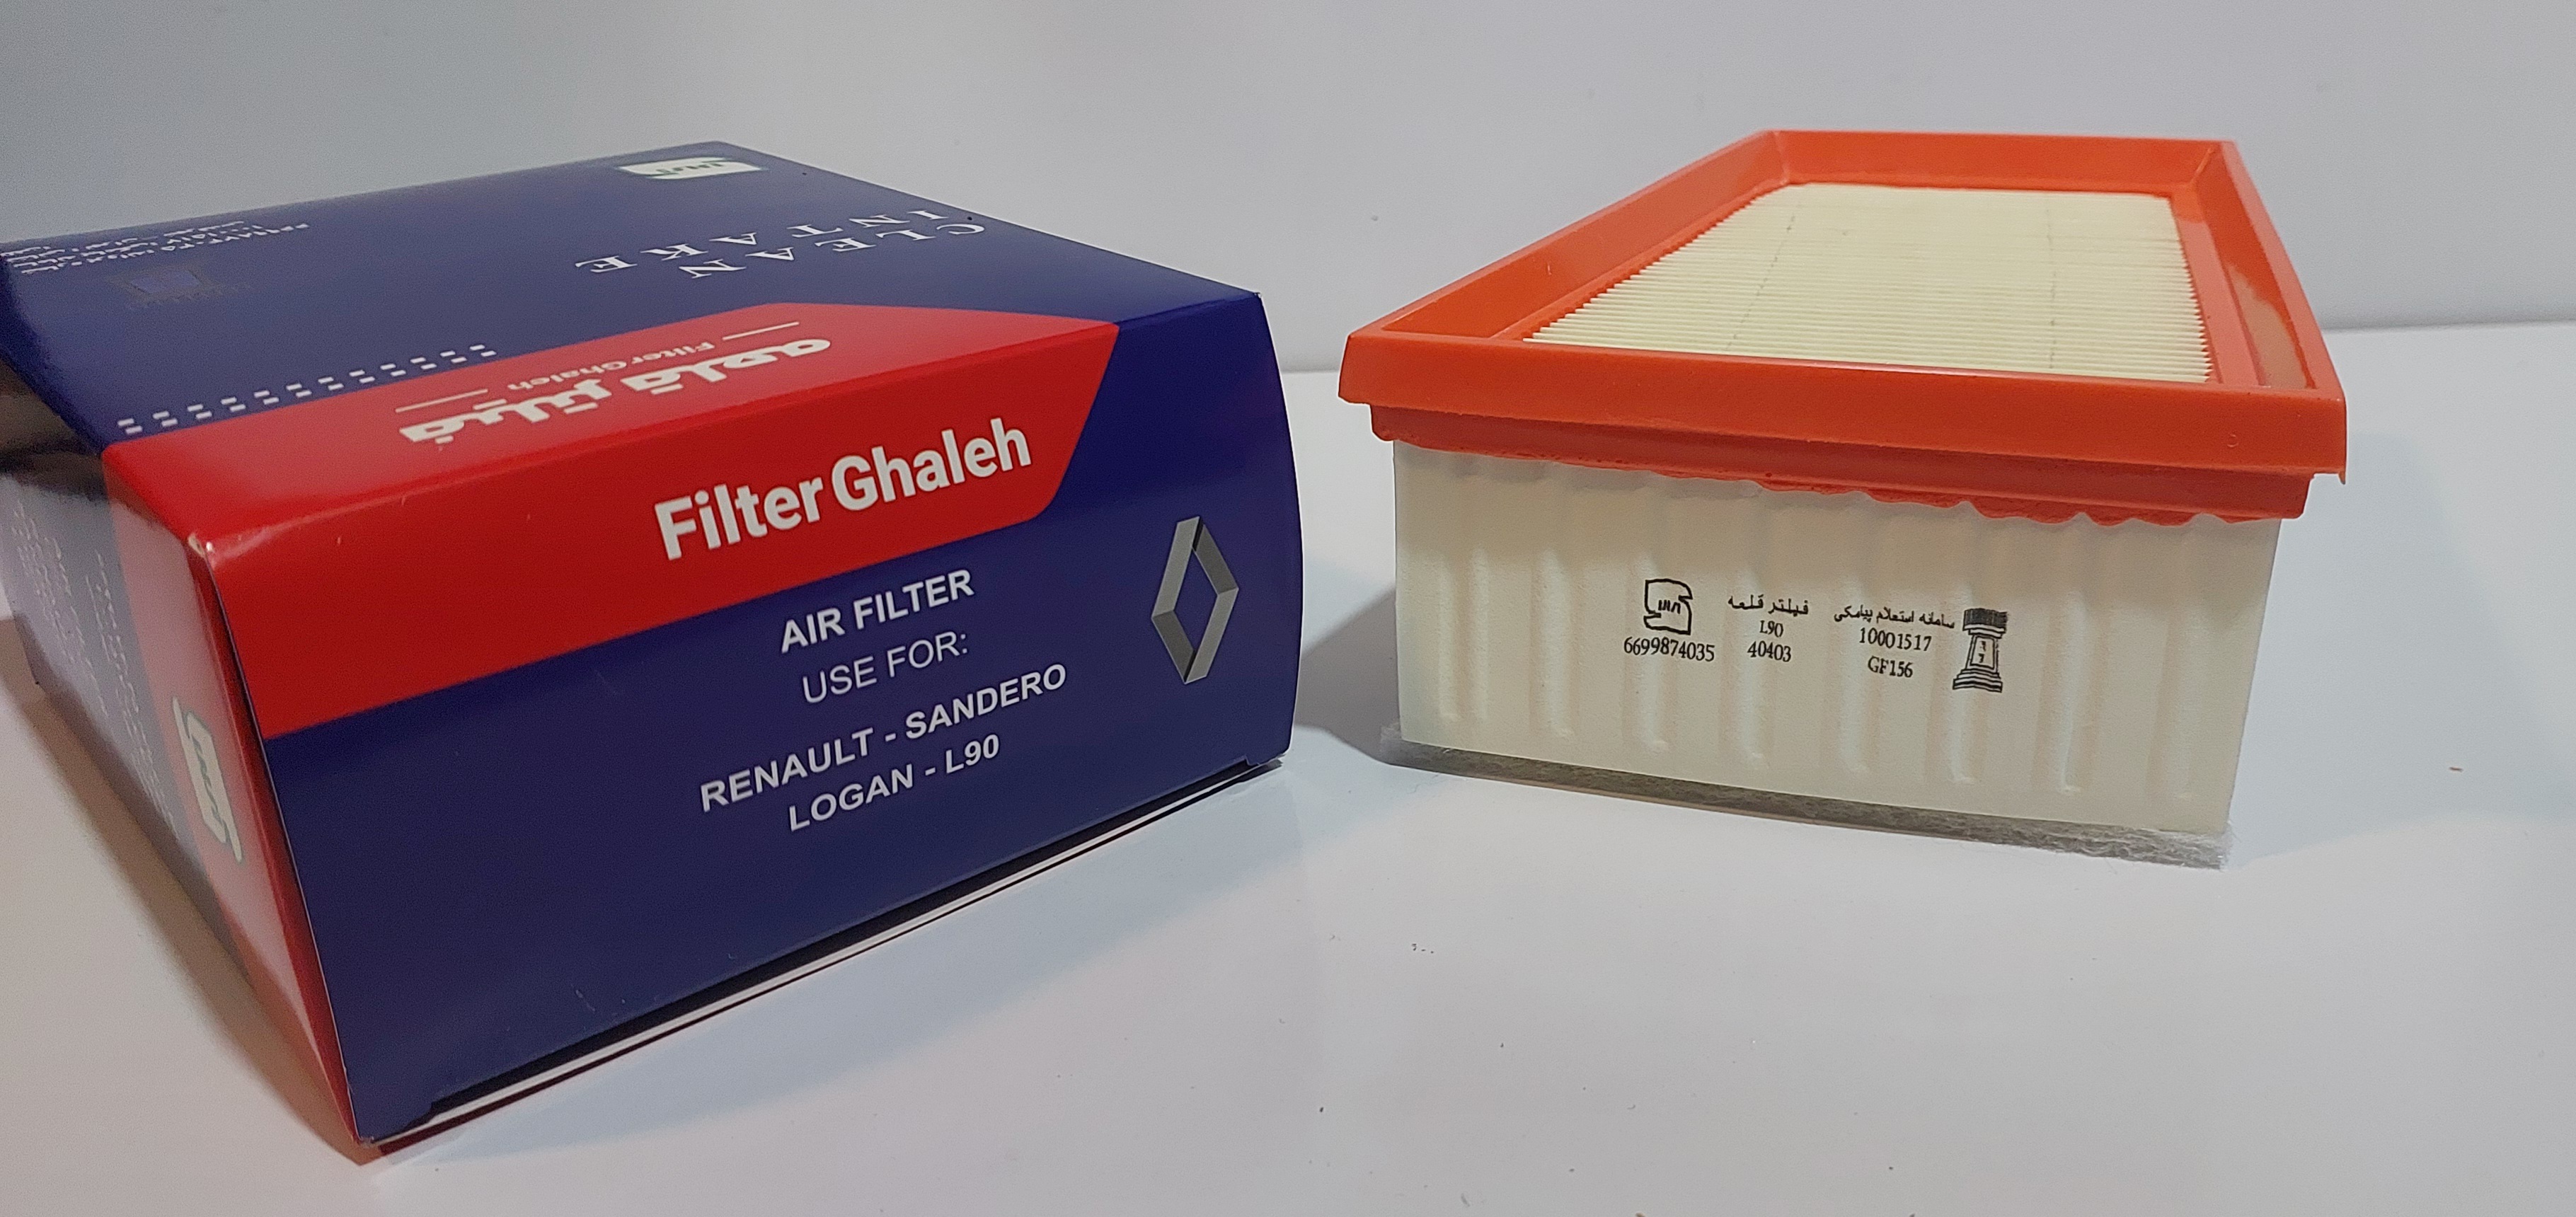 CLEAN
INTAKE
فیلتر قلعه
Filter Ghaleh
Filter Ghaleh
AIR FILTER
USE FOR:
RENAULT - SANDERO
LOGAN - L90
6699874035
فیلتر قلعه
L90
40403
سامانه استعلام پیامکی
10001517
GF156